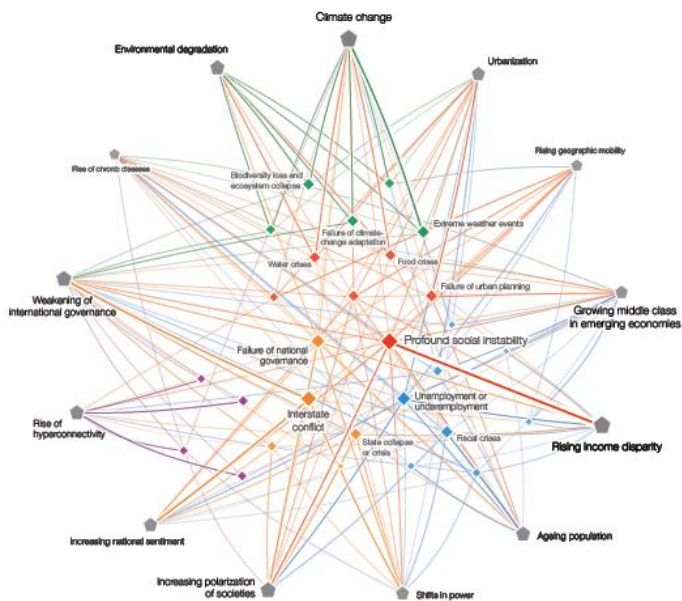 Climate change
Environmental degradation
Urbanization
Rise of chronic diseases
Rising geographic mobility
Biodiversity loss and
ecosystem collapse
Extreme weather events
Failure of climate-
change adaptation
Water crises
Food crises
Failure of urban planning
Weakening of
international governance
Growing middle class
in emerging economies
Profound social instability
Failure of national
governance
Unemployment or
underemployment
Interstate
conflict
Rise of
hyperconnectivity
State collapse
or crisis
Fiscal crises
Rising income disparity
Increasing national sentiment
Ageing population
Increasing polarization
of societies
Shifts in power